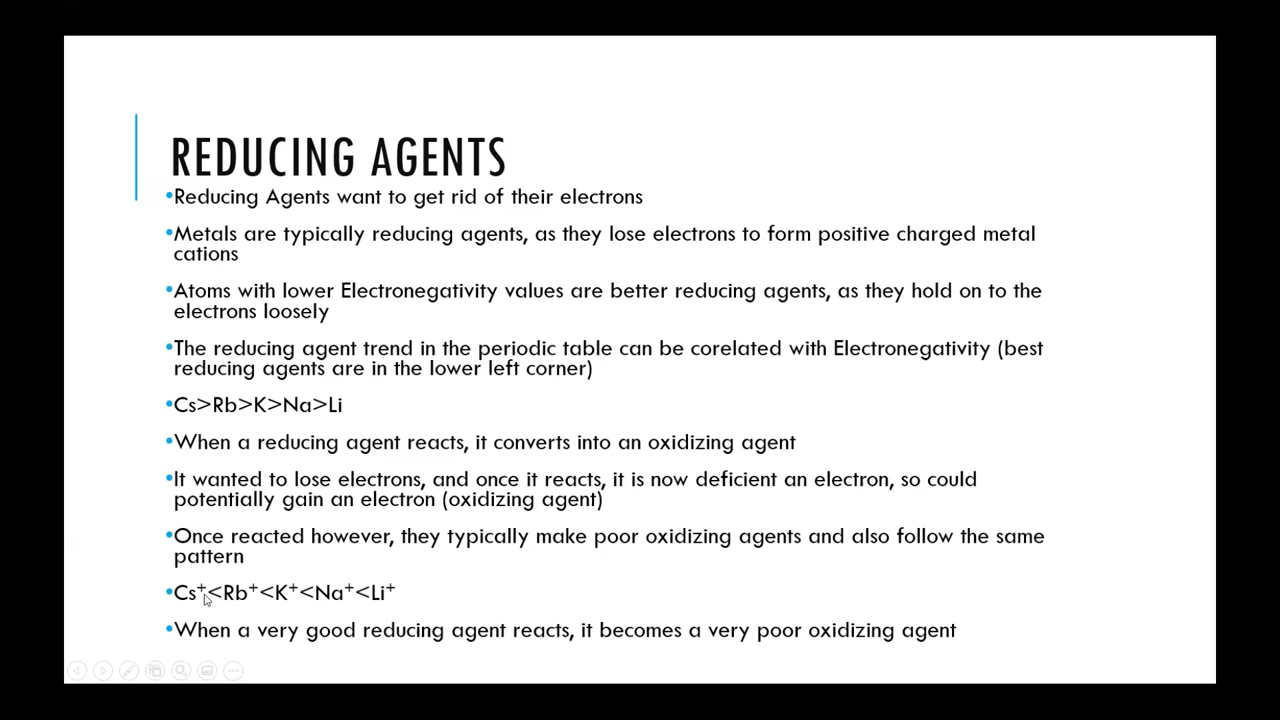 REDUCING AGENTS
•Reducing Agents want to get rid of their electrons
•Metals are typically reducing agents, as they lose electrons to form positive charged metal
cations
•Atoms with lower Electronegativity values are better reducing agents, as they hold on to the
electrons loosely
•The reducing agent trend in the periodic table can be corelated with Electronegativity (best
reducing agents are in the lower left corner)
•Cs>Rb>K>Na>Li
•When a reducing agent reacts, it converts into an oxidizing agent
•It wanted to lose electrons, and once it reacts, it is now deficient an electron, so could
potentially gain an electron (oxidizing agent)
•Once reacted however, they typically make poor oxidizing agents and also follow the same
pattern
•Cs⁺<Rb⁺<K⁺<Na⁺<Li⁺
•When a very good reducing agent reacts, it becomes a very poor oxidizing agent